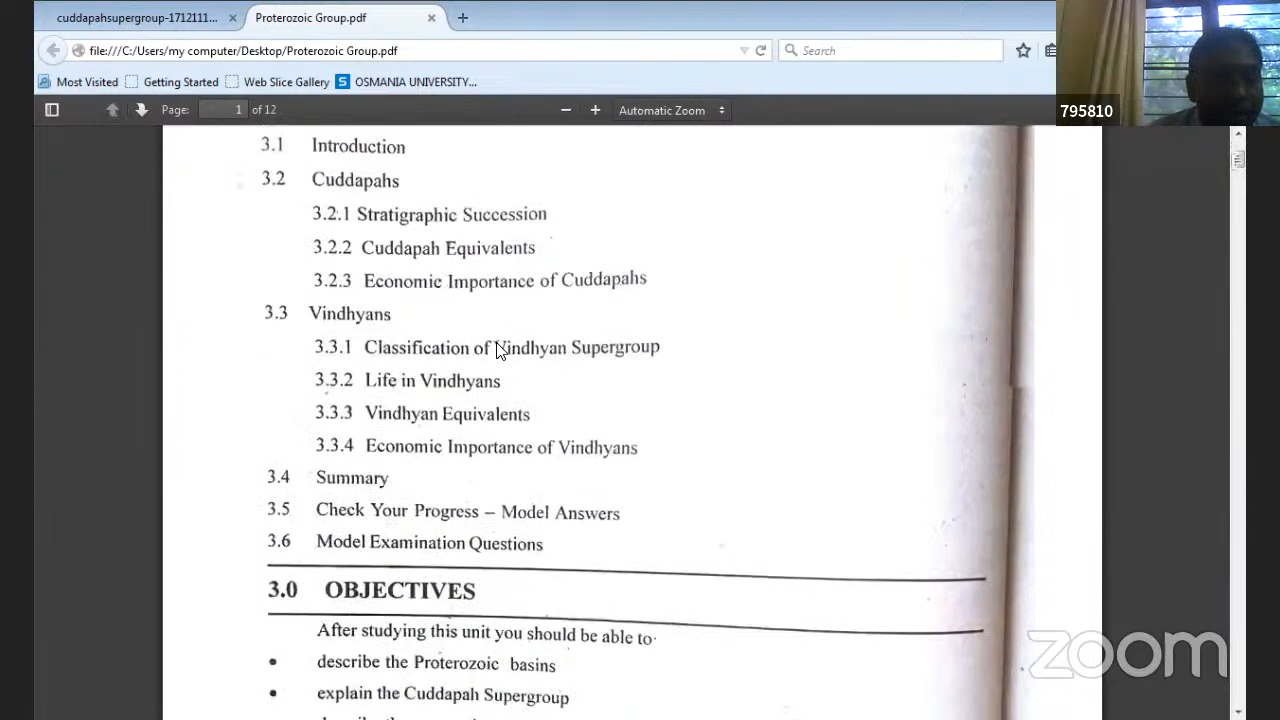 cuddapahsupergroup-1712111...
Proterozoic Group.pdf
file:///C:/Users/my computer/Desktop/Proterozoic Group.pdf
Search
Most Visited
Getting Started
Web Slice Gallery
OSMANIA UNIVERSITY...
Page: 1 of 12
Automatic Zoom
795810
3.1 Introduction
3.2 Cuddapahs
3.2.1 Stratigraphic Succession
3.2.2 Cuddapah Equivalents
3.2.3 Economic Importance of Cuddapahs
3.3 Vindhyans
3.3.1 Classification of Vindhyan Supergroup
3.3.2 Life in Vindhyans
3.3.3 Vindhyan Equivalents
3.3.4 Economic Importance of Vindhyans
3.4 Summary
3.5 Check Your Progress – Model Answers
3.6 Model Examination Questions
3.0 OBJECTIVES
After studying this unit you should be able to
• describe the Proterozoic basins
• explain the Cuddapah Supergroup
zoom